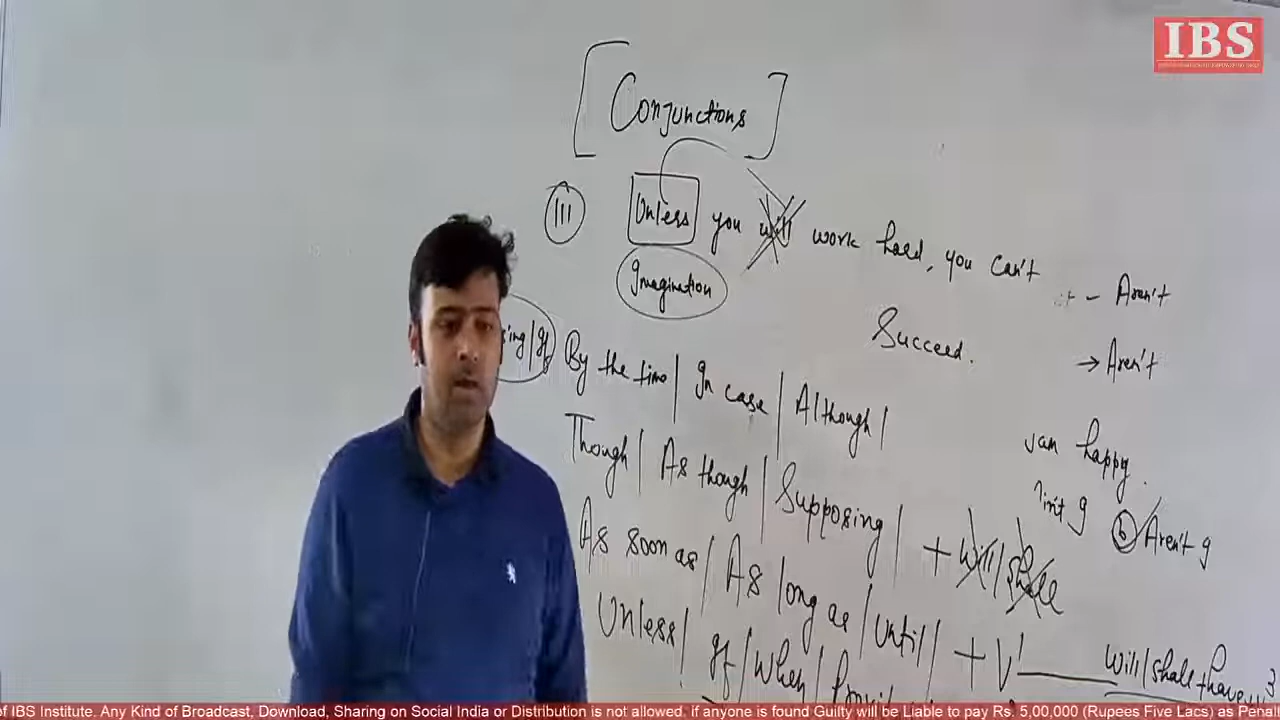 IBS
[Conjunctions]
III Unless you will work hard, you can't
Imagination
Succeed.
- Aren't
→ Aren't
By the time | In case | Although |
Though | As though | Supposing | + will/shall
As soon as | As long as | Until | + V¹
Unless | If | When |
will/shall + have
happy.
b Aren't I
of IBS Institute. Any Kind of Broadcast, Download, Sharing on Social India or Distribution is not allowed. if anyone is found Guilty will be Liable to pay Rs. 5,00,000 (Rupees Five Lacs) as Penal